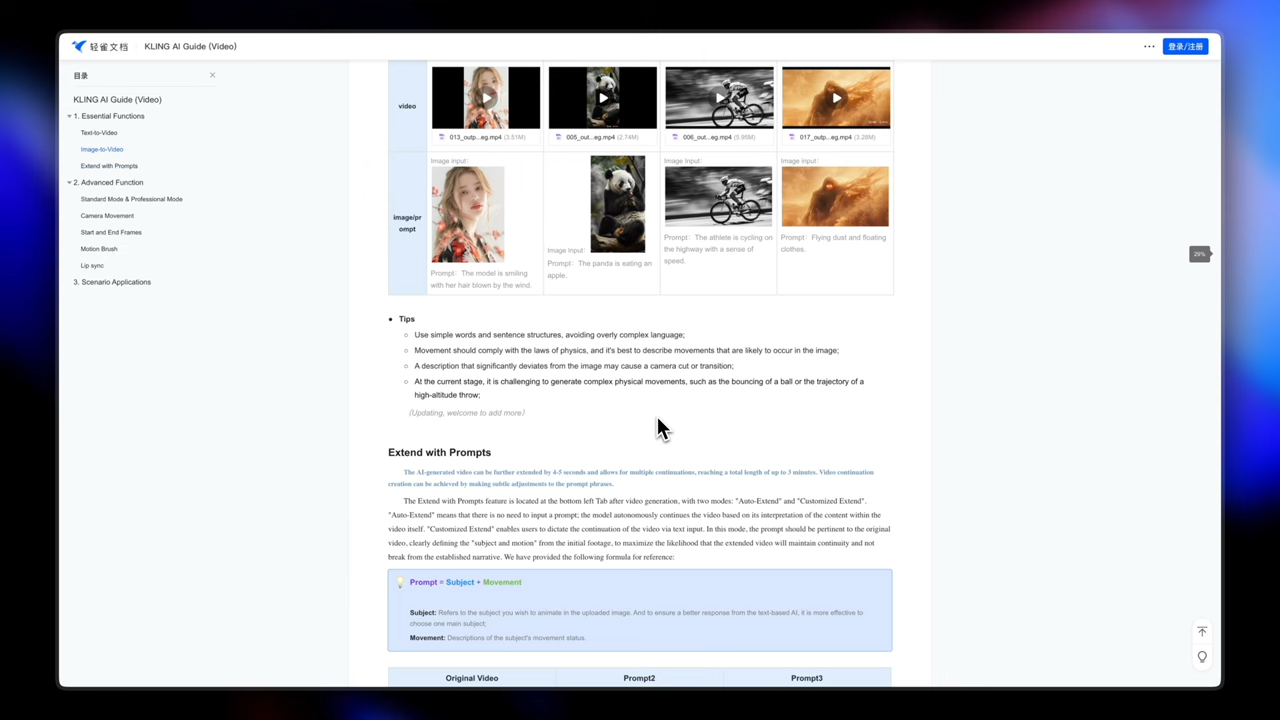 轻雀文档 KLING AI Guide (Video)
登录/注册
目录
KLING AI Guide (Video)
1. Essential Functions
Text-to-Video
Image-to-Video
Extend with Prompts
2. Advanced Function
Standard Mode & Professional Mode
Camera Movement
Start and End Frames
Motion Brush
Lip sync
3. Scenario Applications
video
013_outp...eg.mp4 (3.51M)
005_out...eg.mp4 (2.74M)
006_out...eg.mp4 (5.95M)
017_outp...eg.mp4 (3.28M)
image/pr
ompt
Image input:
Prompt： The model is smiling
with her hair blown by the wind.
Image Input:
Prompt： The panda is eating an
apple.
Image Input:
Prompt： The athlete is cycling on
the highway with a sense of
speed.
Image input:
Prompt： Flying dust and floating
clothes.
29%
Tips
Use simple words and sentence structures, avoiding overly complex language;
Movement should comply with the laws of physics, and it's best to describe movements that are likely to occur in the image;
A description that significantly deviates from the image may cause a camera cut or transition;
At the current stage, it is challenging to generate complex physical movements, such as the bouncing of a ball or the trajectory of a
high-altitude throw;
（Updating, welcome to add more）
Extend with Prompts
The AI-generated video can be further extended by 4-5 seconds and allows for multiple continuations, reaching a total length of up to 3 minutes. Video continuation
creation can be achieved by making subtle adjustments to the prompt phrases.
The Extend with Prompts feature is located at the bottom left Tab after video generation, with two modes: "Auto-Extend" and "Customized Extend".
"Auto-Extend" means that there is no need to input a prompt; the model autonomously continues the video based on its interpretation of the content within the
video itself. "Customized Extend" enables users to dictate the continuation of the video via text input. In this mode, the prompt should be pertinent to the original
video, clearly defining the "subject and motion" from the initial footage, to maximize the likelihood that the extended video will maintain continuity and not
break from the established narrative. We have provided the following formula for reference:
Prompt = Subject + Movement
Subject: Refers to the subject you wish to animate in the uploaded image. And to ensure a better response from the text-based AI, it is more effective to
choose one main subject;
Movement: Descriptions of the subject's movement status.
Original Video Prompt2 Prompt3